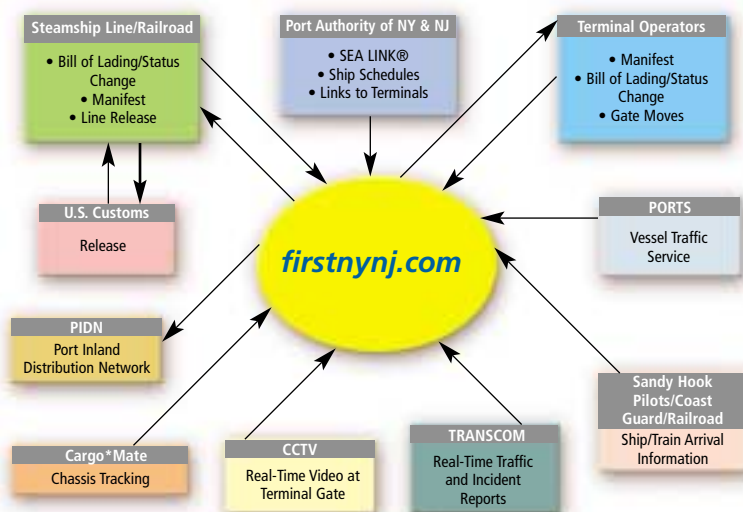 Steamship Line/Railroad
• Bill of Lading/Status
Change
• Manifest
• Line Release
Port Authority of NY & NJ
• SEA LINK®
• Ship Schedules
• Links to Terminals
Terminal Operators
• Manifest
• Bill of Lading/Status
Change
• Gate Moves
U.S. Customs
Release
firstnynj.com
PORTS
Vessel Traffic
Service
PIDN
Port Inland
Distribution Network
Sandy Hook
Pilots/Coast
Guard/Railroad
Ship/Train Arrival
Information
Cargo*Mate
Chassis Tracking
CCTV
Real-Time Video at
Terminal Gate
TRANSCOM
Real-Time Traffic
and Incident
Reports